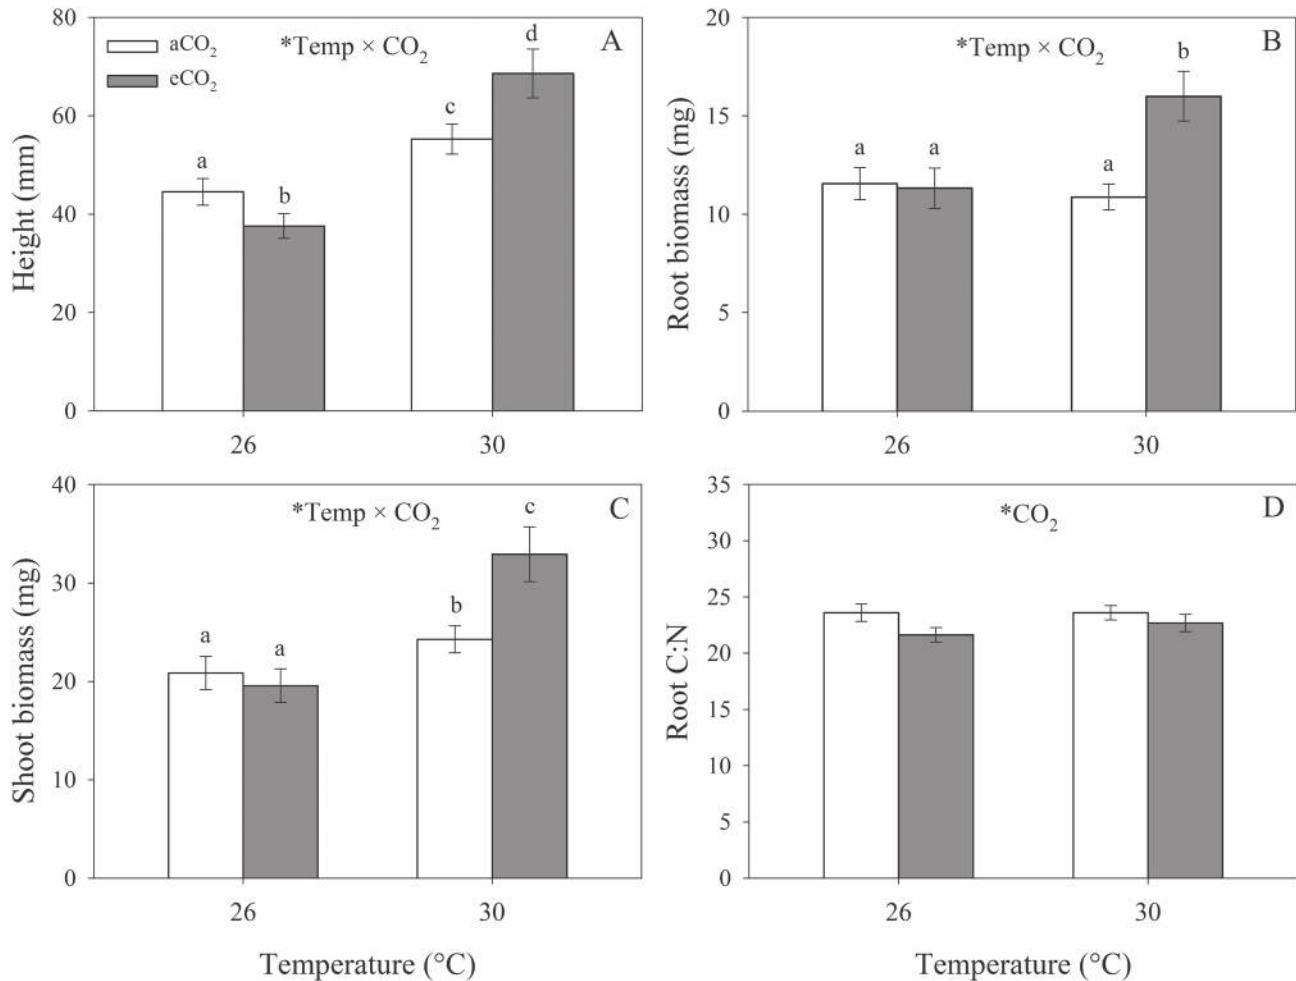 80
60
40
20
0
Height (mm)
aCO₂
eCO₂
*Temp × CO₂
A
a
b
c
d
26
30
20
15
10
5
0
Root biomass (mg)
*Temp × CO₂
B
a
a
a
b
26
30
40
30
20
10
0
Shoot biomass (mg)
*Temp × CO₂
C
a
a
b
c
26
30
Temperature (°C)
35
30
25
20
15
10
5
0
Root C:N
*CO₂
D
26
30
Temperature (°C)